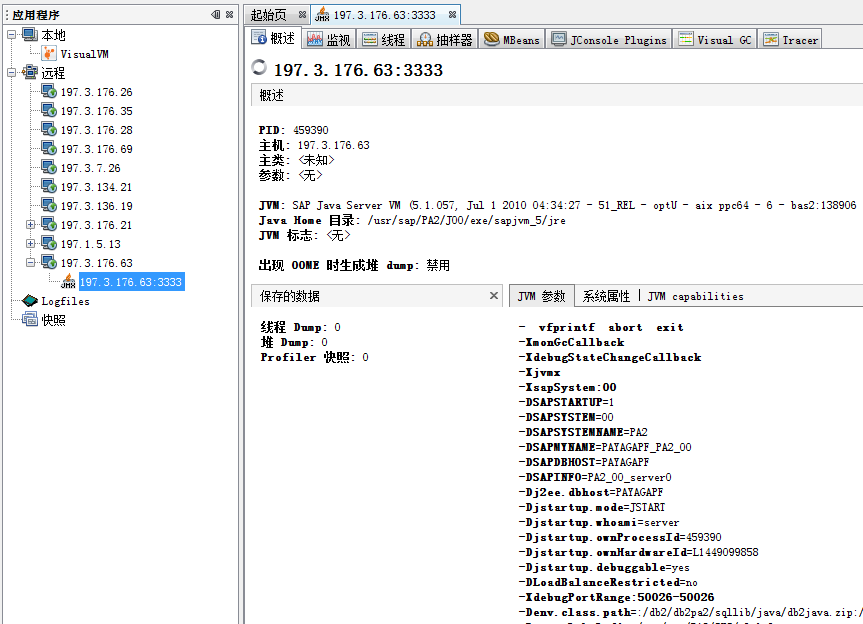 应用程序
本地
VisualVM
远程
197.3.176.26
197.3.176.35
197.3.176.28
197.3.176.69
197.3.7.26
197.3.134.21
197.3.136.19
197.3.176.21
197.1.5.13
197.3.176.63
197.3.176.63:3333
Logfiles
快照
起始页 197.3.176.63:3333
概述 监视 线程 抽样器 MBeans JConsole Plugins Visual GC Tracer
197.3.176.63:3333
概述
PID: 459390
主机: 197.3.176.63
主类: <未知>
参数: <无>
JVM: SAP Java Server VM (5.1.057, Jul 1 2010 04:34:27 - 51_REL - optU - aix ppc64 - 6 - bas2:138906
Java Home 目录: /usr/sap/PA2/J00/exe/sapjvm_5/jre
JVM 标志: <无>
出现 OOME 时生成堆 dump: 禁用
保存的数据
线程 Dump: 0
堆 Dump: 0
Profiler 快照: 0
JVM 参数 系统属性 JVM capabilities
- vfprintf abort exit
-XmonGcCallback
-XdebugStateChangeCallback
-Xjvmx
-XsapSystem:00
-DSAPSTARTUP=1
-DSAPSYSTEM=00
-DSAPSYSTEMNAME=PA2
-DSAPMYNAME=PAYAGAPF_PA2_00
-DSAPDBHOST=PAYAGAPF
-DSAPINFO=PA2_00_server0
-Dj2ee.dbhost=PAYAGAPF
-Djstartup.mode=JSTART
-Djstartup.whoami=server
-Djstartup.ownProcessId=459390
-Djstartup.ownHardwareId=L1449099858
-Djstartup.debuggable=yes
-DLoadBalanceRestricted=no
-XdebugPortRange:50026-50026
-Denv.class.path=:/db2/db2pa2/sqllib/java/db2java.zip:/